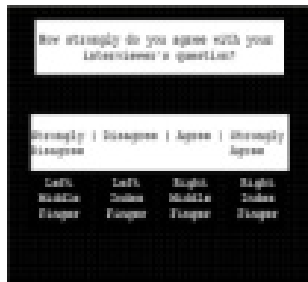 How strongly do you agree with your
interviewer's question?
Strongly | Disagree | Agree | Strongly
Disagree Agree
Left Left Right Right
Middle Index Middle Index
Finger Finger Finger Finger